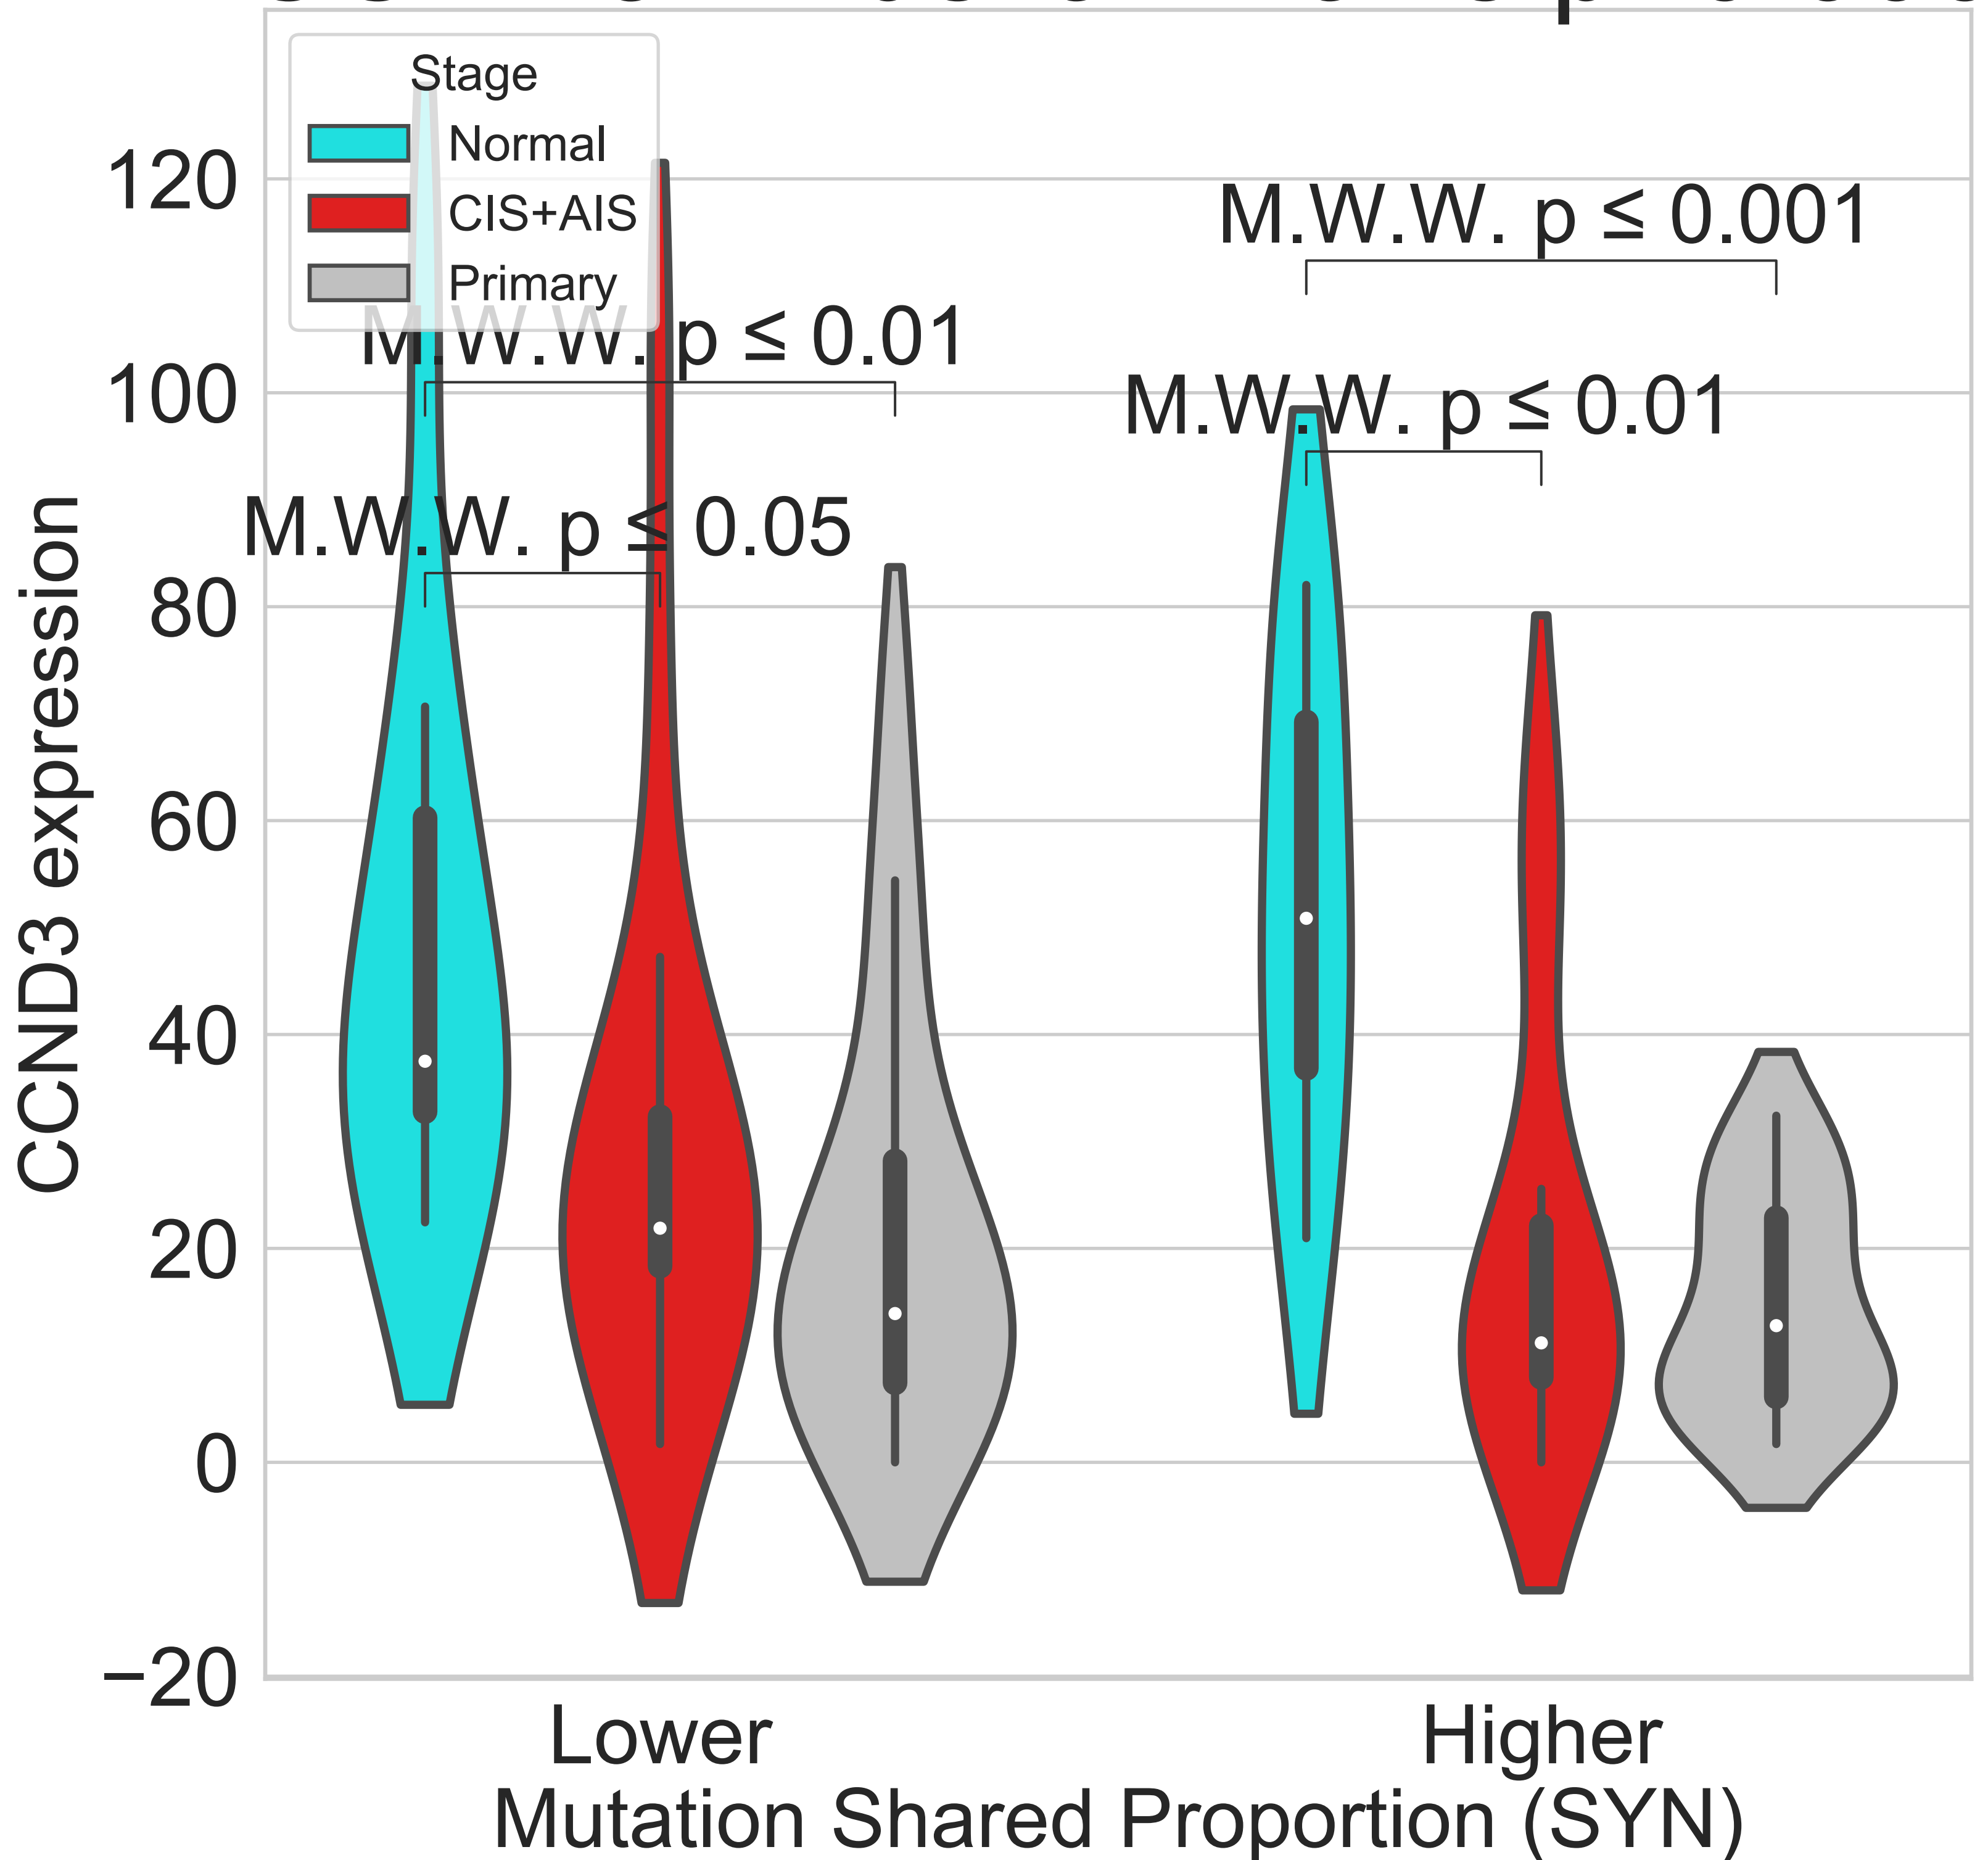 Stage
Normal
CIS+AIS
Primary
M.W.W. p ≤ 0.001
M.W.W. p ≤ 0.01
M.W.W. p ≤ 0.01
M.W.W. p ≤ 0.05
120
100
80
60
40
20
0
−20
CCND3 expression
Lower
Higher
Mutation Shared Proportion (SYN)